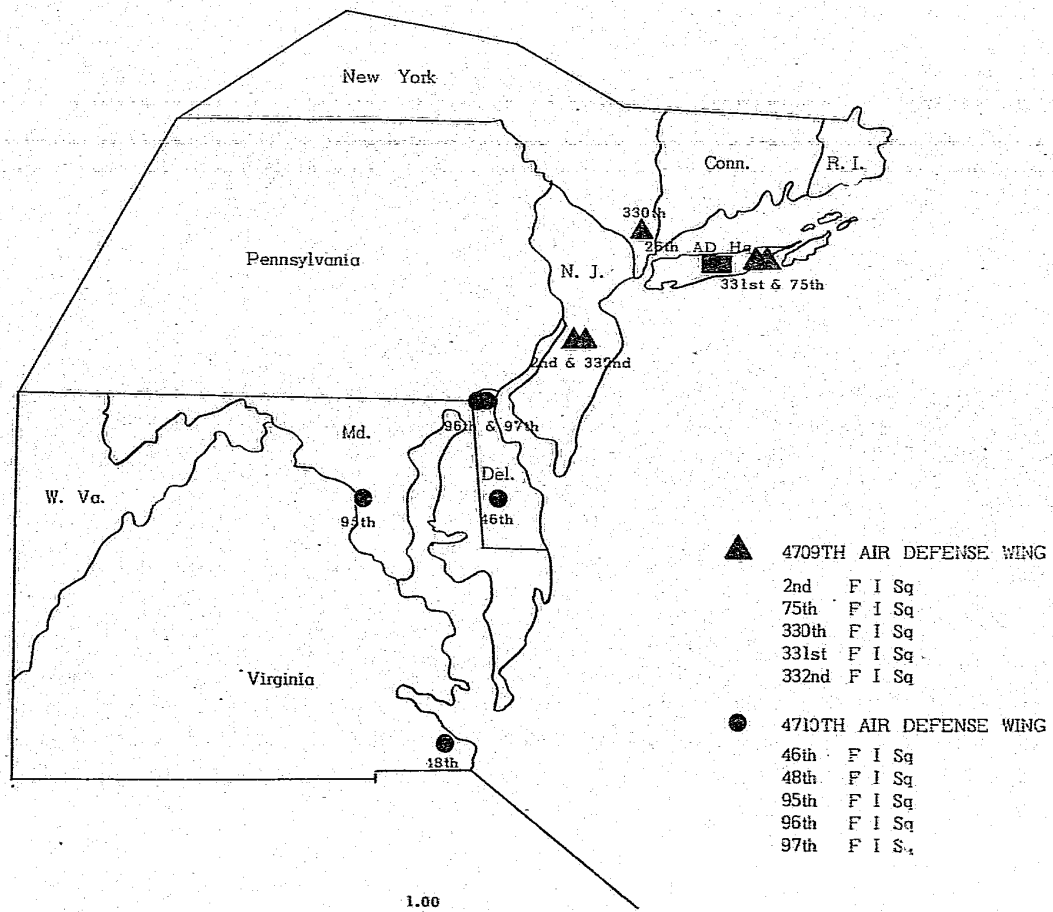 New York
Conn.
R. I.
330th
Pennsylvania
26th AD Hq
N. J.
331st & 75th
2nd & 332nd
96th & 97th
Md.
Del.
W. Va.
95th
46th
4709TH AIR DEFENSE WING
2nd F I Sq
75th F I Sq
330th F I Sq
331st F I Sq
332nd F I Sq
Virginia
4710TH AIR DEFENSE WING
48th
46th F I Sq
48th F I Sq
95th F I Sq
96th F I Sq
97th F I Sq
1.00